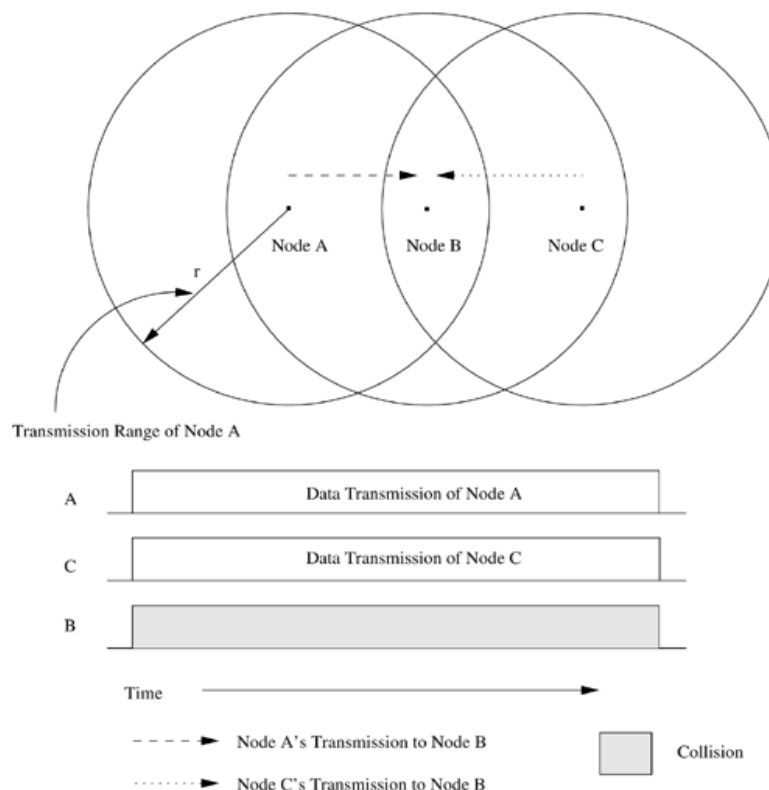 Node A
Node B
Node C
r
Transmission Range of Node A
A
Data Transmission of Node A
C
Data Transmission of Node C
B
Time
Node A's Transmission to Node B
Collision
Node C's Transmission to Node B